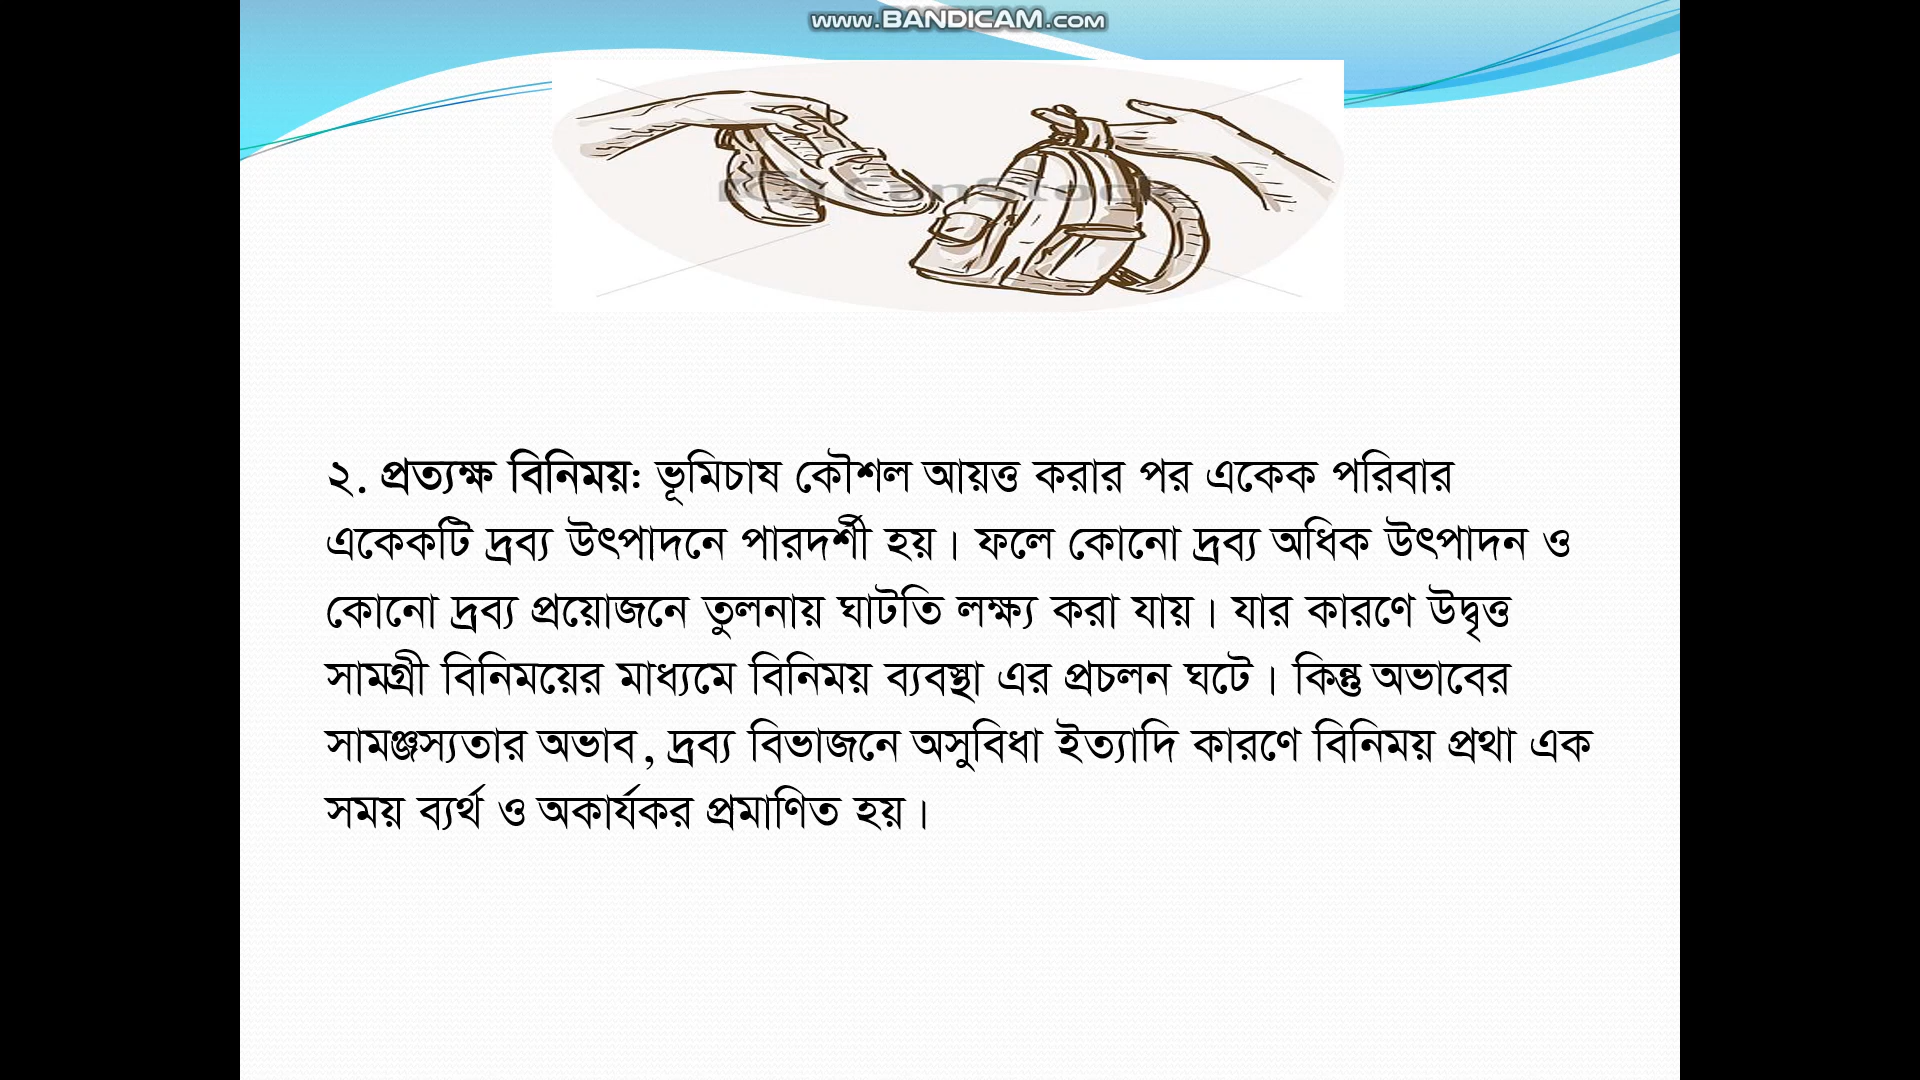 www.BANDICAM.com
(c) CanStock
২. প্রত্যক্ষ বিনিময়: ভূমিচাষ কৌশল আয়ত্ত করার পর একেক পরিবার
একেকটি দ্রব্য উৎপাদনে পারদর্শী হয়। ফলে কোনো দ্রব্য অধিক উৎপাদন ও
কোনো দ্রব্য প্রয়োজনে তুলনায় ঘাটতি লক্ষ্য করা যায়। যার কারণে উদ্বৃত্ত
সামগ্রী বিনিময়ের মাধ্যমে বিনিময় ব্যবস্থা এর প্রচলন ঘটে। কিন্তু অভাবের
সামঞ্জস্যতার অভাব, দ্রব্য বিভাজনে অসুবিধা ইত্যাদি কারণে বিনিময় প্রথা এক
সময় ব্যর্থ ও অকার্যকর প্রমাণিত হয়।